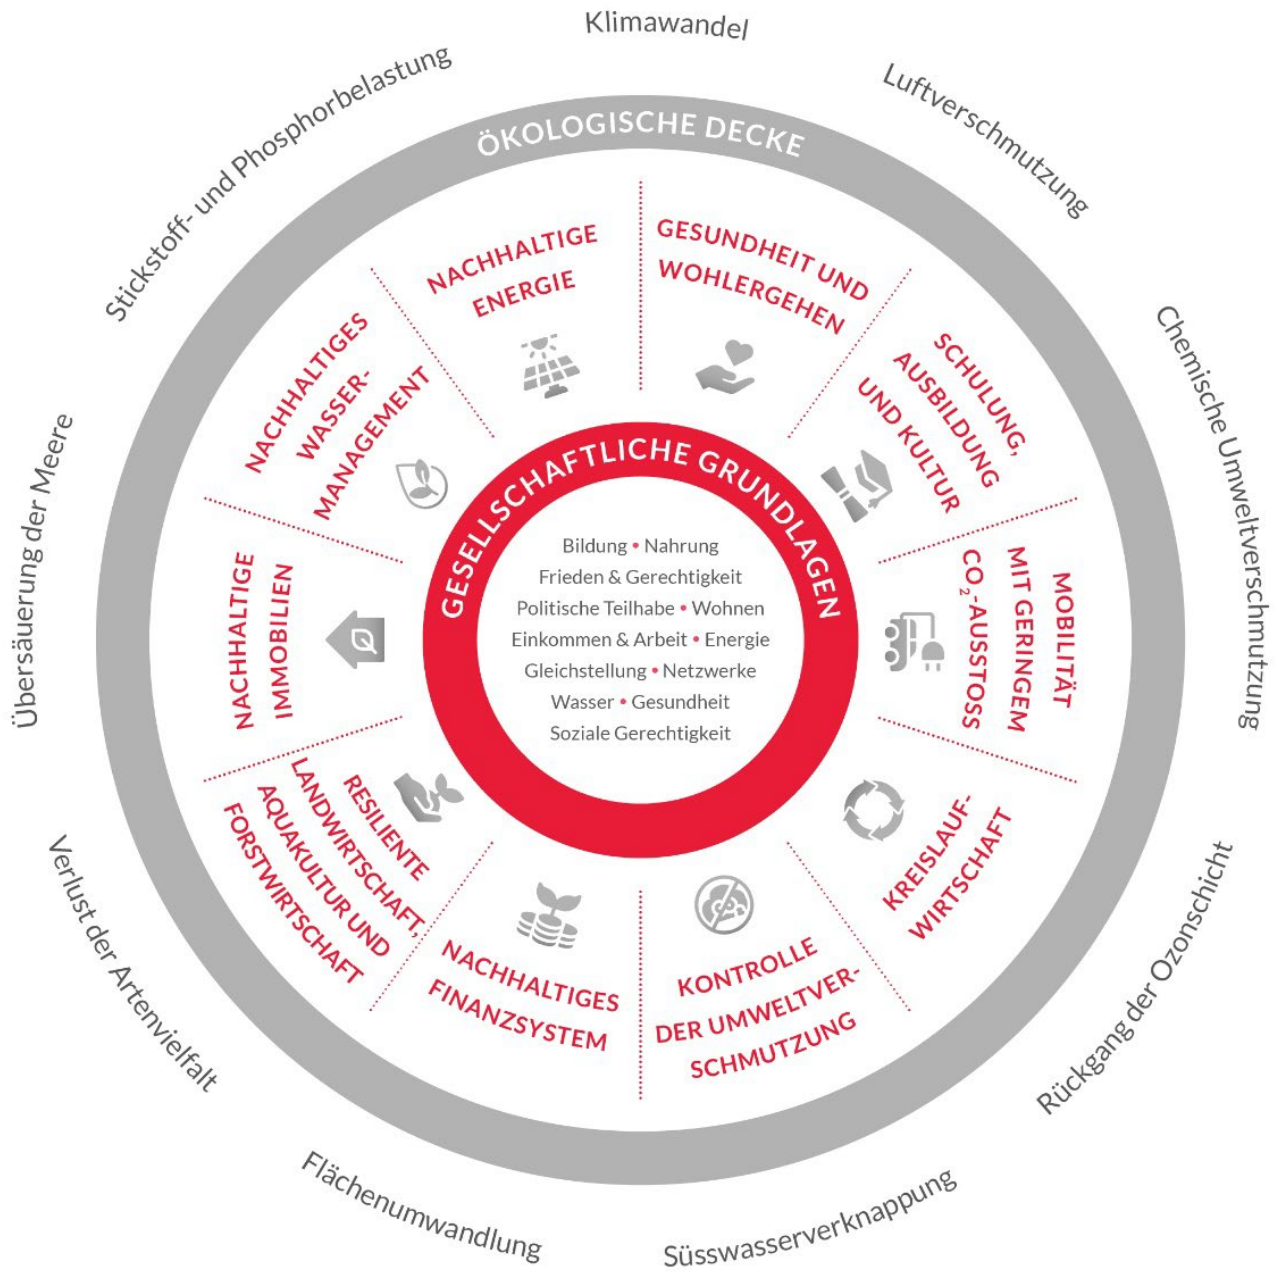 Klimawandel
Luftverschmutzung
Chemische Umweltverschmutzung
Rückgang der Ozonschicht
Süsswasserverknappung
Flächenumwandlung
Verlust der Artenvielfalt
Übersäuerung der Meere
Stickstoff- und Phosphorbelastung
ÖKOLOGISCHE DECKE
GESUNDHEIT UND
WOHLERGEHEN
SCHULUNG,
AUSBILDUNG
UND KULTUR
MOBILITÄT
MIT GERINGEM
CO₂-AUSSTOSS
KREISLAUF-
WIRTSCHAFT
KONTROLLE
DER UMWELTVER-
SCHMUTZUNG
NACHHALTIGES
FINANZSYSTEM
RESILIENTE
LANDWIRTSCHAFT,
AQUAKULTUR UND
FORSTWIRTSCHAFT
NACHHALTIGE
IMMOBILIEN
NACHHALTIGES
WASSER-
MANAGEMENT
NACHHALTIGE
ENERGIE
GESELLSCHAFTLICHE GRUNDLAGEN
Bildung • Nahrung
Frieden & Gerechtigkeit
Politische Teilhabe • Wohnen
Einkommen & Arbeit • Energie
Gleichstellung • Netzwerke
Wasser • Gesundheit
Soziale Gerechtigkeit